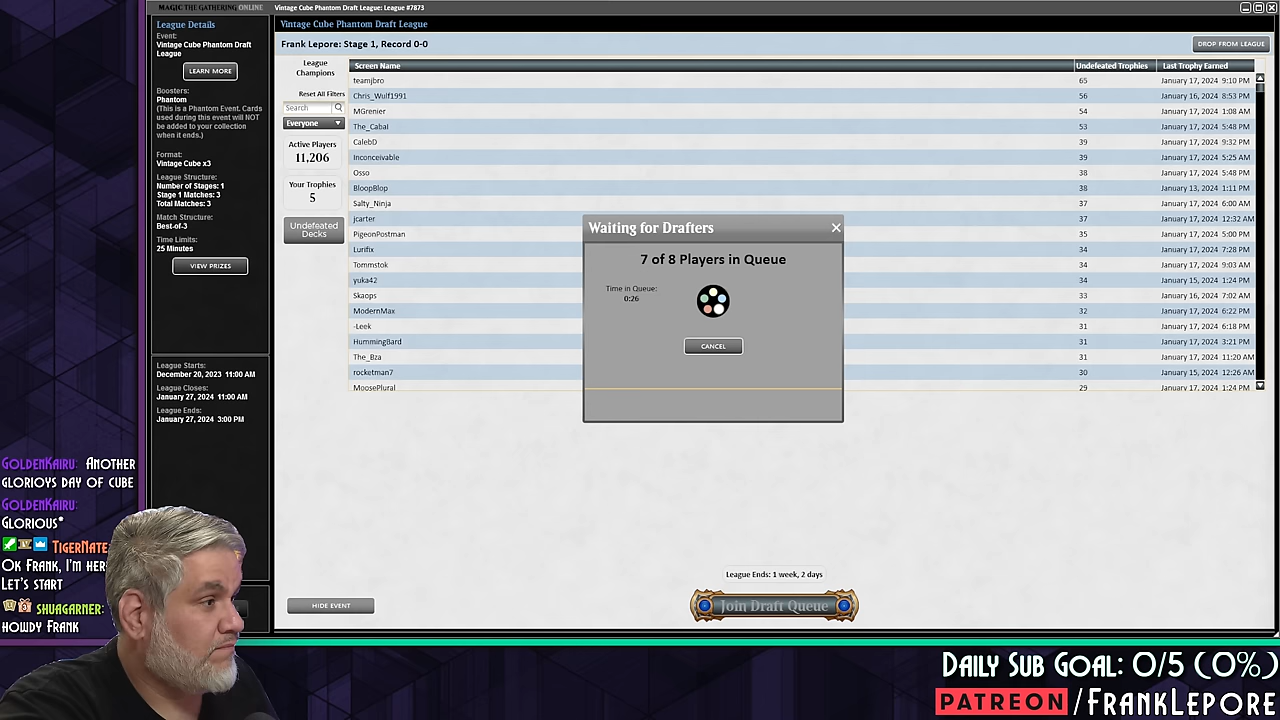 MAGIC THE GATHERING ONLINE
Vintage Cube Phantom Draft League: League #7873
League Details
Event:
Vintage Cube Phantom Draft
League
LEARN MORE
Boosters:
Phantom
(This is a Phantom Event. Cards
used during this event will NOT
be added to your collection
when it ends.)
Format:
Vintage Cube x3
League Structure:
Number of Stages: 1
Stage 1 Matches: 3
Total Matches: 3
Match Structure:
Best-of-3
Time Limits:
25 Minutes
VIEW PRIZES
League Starts:
December 20, 2023 11:00 AM
League Closes:
January 27, 2024 11:00 AM
League Ends:
January 27, 2024 3:00 PM
Vintage Cube Phantom Draft League
Frank Lepore: Stage 1, Record 0-0
DROP FROM LEAGUE
League
Champions
Reset All Filters
Search
Everyone
Active Players
11,206
Your Trophies
5
Undefeated
Decks
Screen Name Undefeated Trophies Last Trophy Earned
teamjbro 65 January 17, 2024 9:10 PM
Chris_Wulf1991 56 January 16, 2024 8:53 PM
MGrenier 54 January 17, 2024 1:08 AM
The_Cabal 53 January 17, 2024 5:48 PM
CalebD 39 January 17, 2024 9:32 PM
Inconceivable 39 January 17, 2024 5:25 AM
Osso 38 January 17, 2024 5:48 PM
BloopBlop 38 January 13, 2024 1:11 PM
Salty_Ninja 37 January 17, 2024 6:00 AM
jcarter 37 January 17, 2024 12:32 AM
PigeonPostman 35 January 17, 2024 5:00 PM
Lurifix 34 January 17, 2024 7:28 PM
Tommstok 34 January 17, 2024 9:03 AM
yuka42 34 January 15, 2024 1:24 PM
Skaops 33 January 16, 2024 7:02 AM
ModernMax 32 January 17, 2024 6:22 PM
-Leek 31 January 17, 2024 6:18 PM
HummingBard 31 January 17, 2024 3:21 PM
The_Bza 31 January 17, 2024 11:20 AM
rocketman7 30 January 15, 2024 12:26 AM
MoosePlural 29 January 17, 2024 1:24 PM
Waiting for Drafters
7 of 8 Players in Queue
Time in Queue:
0:26
CANCEL
League Ends: 1 week, 2 days
Join Draft Queue
HIDE EVENT
GoldenKairu: Another
glorioys day of cube
GoldenKairu:
Glorious*
TigerNate
Ok Frank, I'm her
Let's start
shuagarner:
howdy Frank
Daily Sub Goal: 0/5 (0%)
PATREON/FrankLepore